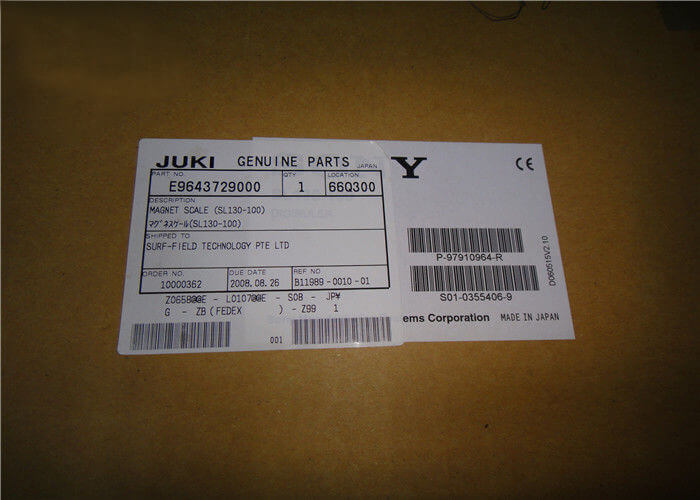 JUKI GENUINE PARTS JAPAN
PART NO. QTY LOCATION
E9643729000 1 66Q300
DESCRIPTION
MAGNET SCALE (SL130-100)
マグネスケール(SL130-100)
SHIPPED TO
SURF-FIELD TECHNOLOGY PTE LTD
ORDER NO. DUE DATE
10000362 2008.08.26 B11989-0010-01
SOB - JP¥
G - ZB(FEDEX ) - Z99 1
001
Y
CE
P-97910964-R
S01-0355406-9
D060515V2.10
ems Corporation MADE IN JAPAN